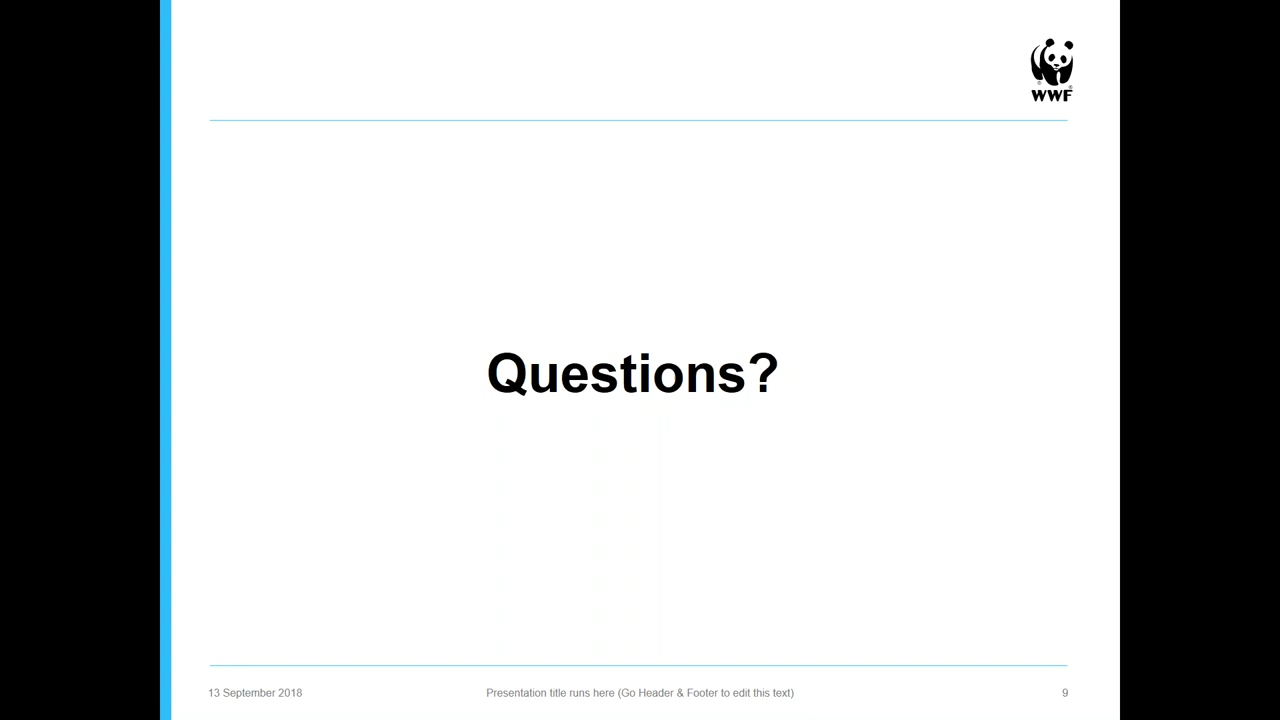 WWF
Questions?
13 September 2018
Presentation title runs here (Go Header & Footer to edit this text)
9